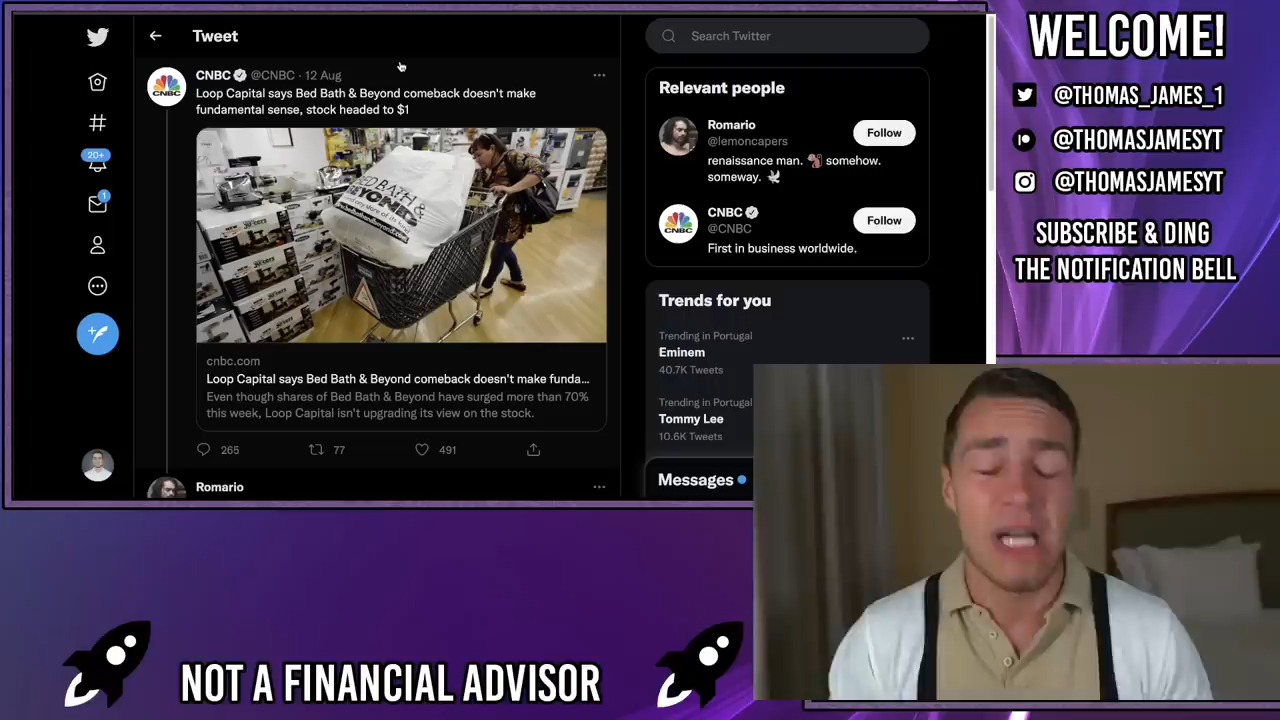 Tweet
CNBC @CNBC · 12 Aug
Loop Capital says Bed Bath & Beyond comeback doesn't make
fundamental sense, stock headed to $1
BED BATH &
cnbc.com
Loop Capital says Bed Bath & Beyond comeback doesn't make funda...
Even though shares of Bed Bath & Beyond have surged more than 70%
this week, Loop Capital isn't upgrading its view on the stock.
265
77
491
Romario
20+
1
Search Twitter
Relevant people
Romario
@lemoncapers
Follow
renaissance man. somehow.
someway.
CNBC
@CNBC
Follow
First in business worldwide.
CNBC
Trends for you
Trending in Portugal
Eminem
40.7K Tweets
Trending in Portugal
Tommy Lee
10.6K Tweets
Messages
WELCOME!
@THOMAS_JAMES_1
@THOMASJAMESYT
@THOMASJAMESYT
SUBSCRIBE & DING
THE NOTIFICATION BELL
NOT A FINANCIAL ADVISOR